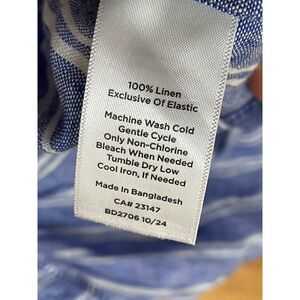 100% Linen
Exclusive Of Elastic
Machine Wash Cold
Gentle Cycle
Only Non-Chlorine
Bleach When Needed
Tumble Dry Low
Cool Iron, If Needed
Made In Bangladesh
CA# 23147
BD2706 10/24